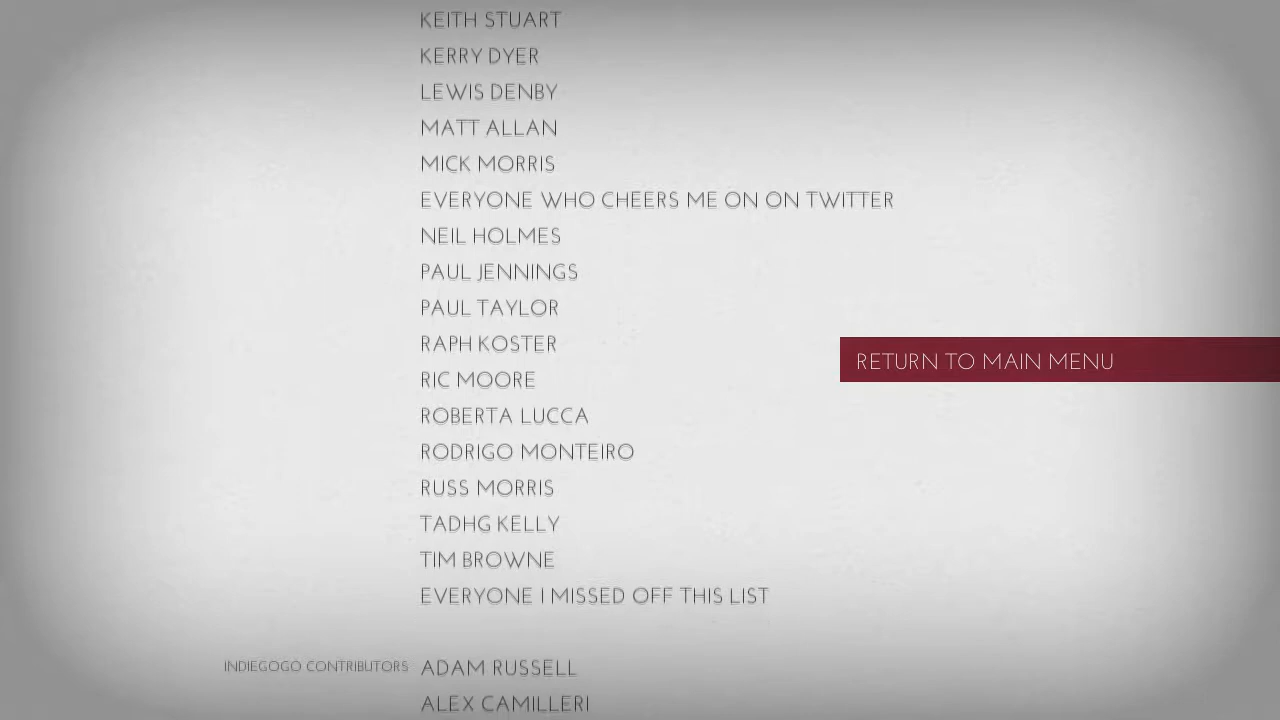 KEITH STUART
KERRY DYER
LEWIS DENBY
MATT ALLAN
MICK MORRIS
EVERYONE WHO CHEERS ME ON ON TWITTER
NEIL HOLMES
PAUL JENNINGS
PAUL TAYLOR
RAPH KOSTER
RETURN TO MAIN MENU
RIC MOORE
ROBERTA LUCCA
RODRIGO MONTEIRO
RUSS MORRIS
TADHG KELLY
TIM BROWNE
EVERYONE I MISSED OFF THIS LIST
INDIEGOGO CONTRIBUTORS ADAM RUSSELL
ALEX CAMILLERI